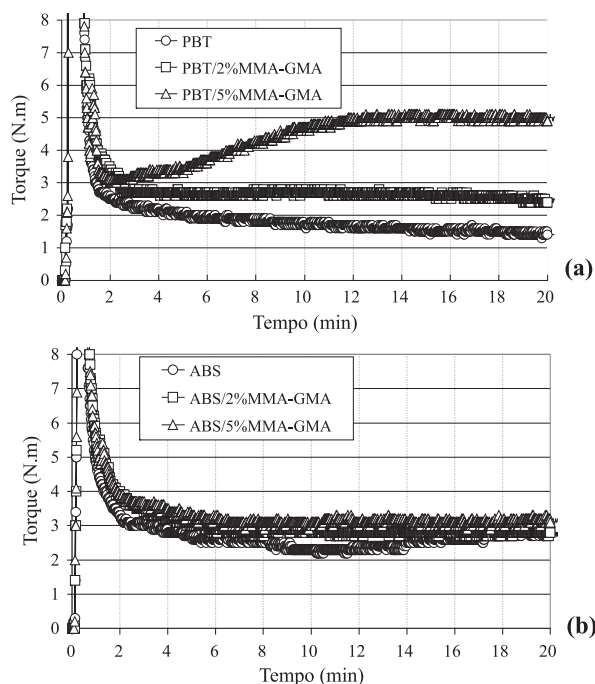 8
7
6
5
4
3
2
1
0
Torque (N.m)
PBT
PBT/2%MMA-GMA
PBT/5%MMA-GMA
0 2 4 6 8 10 12 14 16 18 20
Tempo (min)
(a)
8
7
6
5
4
3
2
1
0
Torque (N.m)
ABS
ABS/2%MMA-GMA
ABS/5%MMA-GMA
0 2 4 6 8 10 12 14 16 18 20
Tempo (min)
(b)